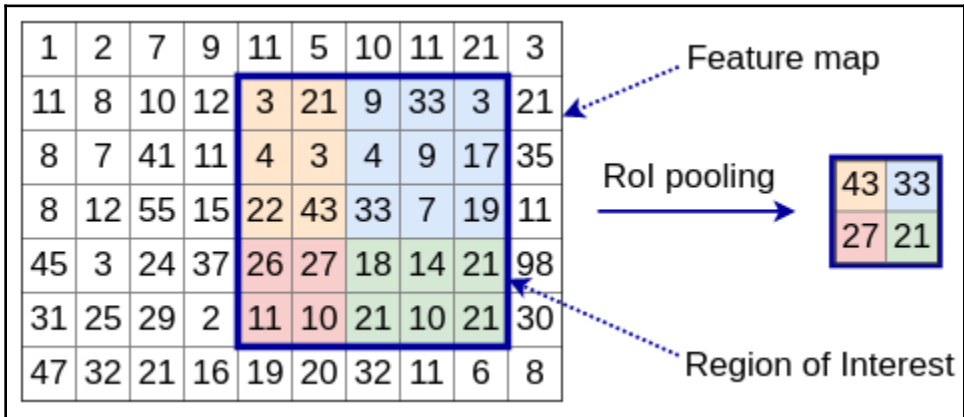 1 2 7 9 11 5 10 11 21 3
11 8 10 12 3 21 9 33 3 21
8 7 41 11 4 3 4 9 17 35
8 12 55 15 22 43 33 7 19 11
45 3 24 37 26 27 18 14 21 98
31 25 29 2 11 10 21 10 21 30
47 32 21 16 19 20 32 11 6 8
Feature map
RoI pooling
43 33
27 21
Region of Interest